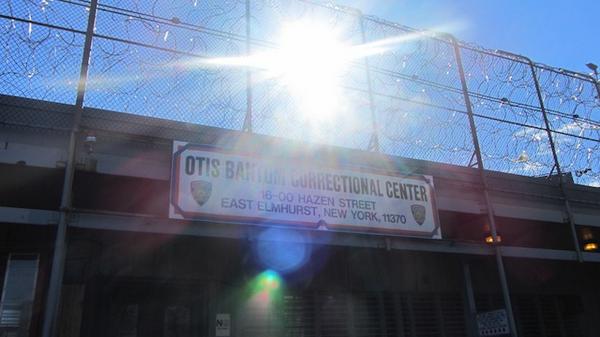 OTIS BANTUM CORRECTIONAL CENTER
16-00 HAZEN STREET
EAST ELMHURST, NEW YORK, 11370